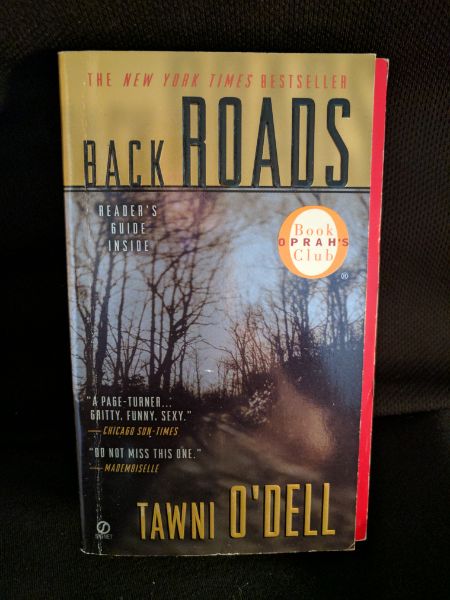 THE NEW YORK TIMES BESTSELLER
BACK ROADS
READER'S
GUIDE
INSIDE
Book
OPRAH'S
Club
®
"A PAGE-TURNER...
GRITTY. FUNNY. SEXY."
—CHICAGO SUN-TIMES
"DO NOT MISS THIS ONE."
—MADEMOISELLE
TAWNI O'DELL
SIGNET